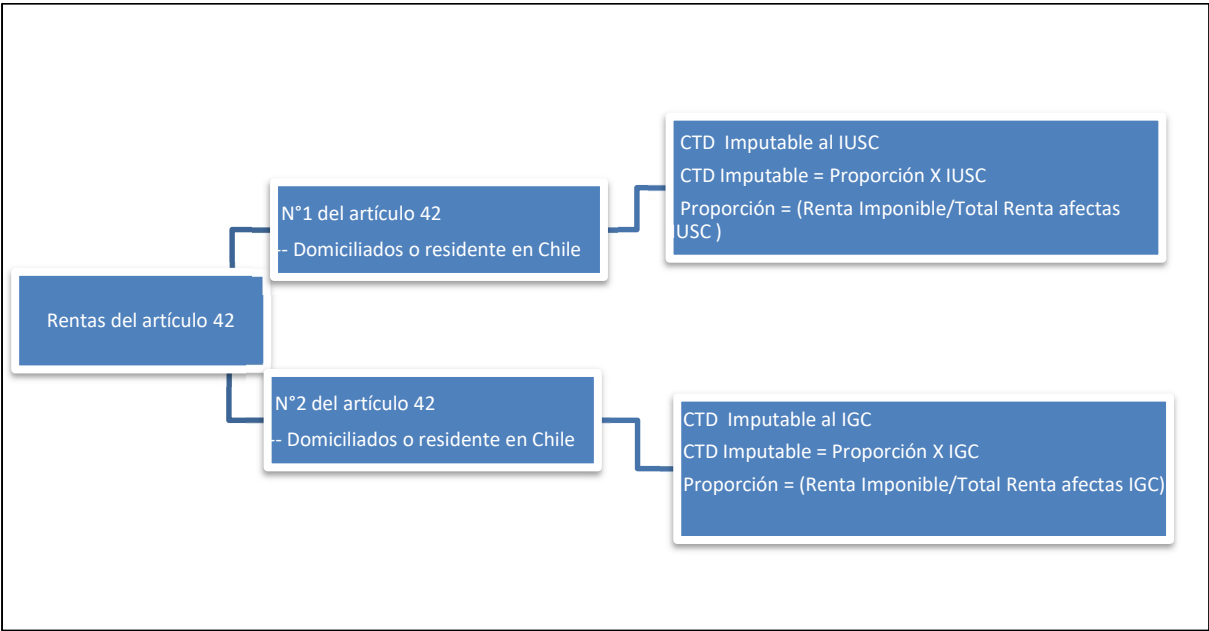 Rentas del artículo 42
N°1 del artículo 42
-- Domiciliados o residente en Chile
CTD Imputable al IUSC
CTD Imputable = Proporción X IUSC
Proporción = (Renta Imponible/Total Renta afectas
IUSC )
N°2 del artículo 42
-- Domiciliados o residente en Chile
CTD Imputable al IGC
CTD Imputable = Proporción X IGC
Proporción = (Renta Imponible/Total Renta afectas IGC)